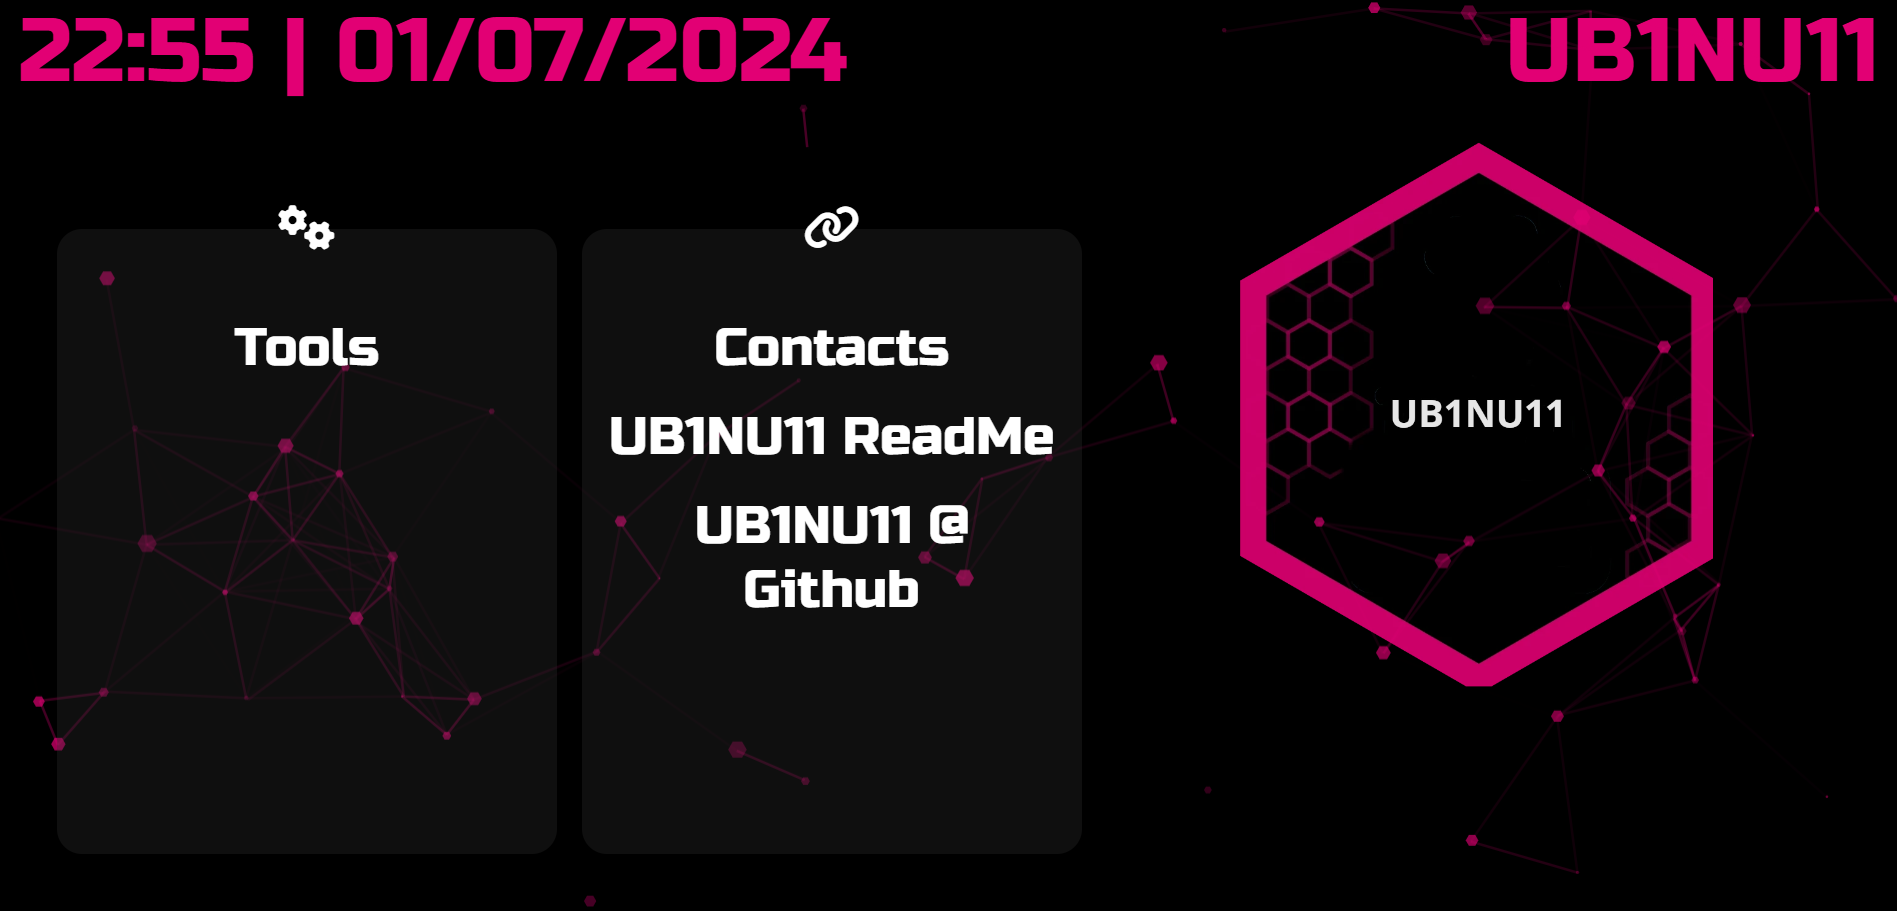 22:55 | 01/07/2024
UB1NU11
Tools
Contacts
UB1NU11 ReadMe
UB1NU11 @
Github
UB1NU11